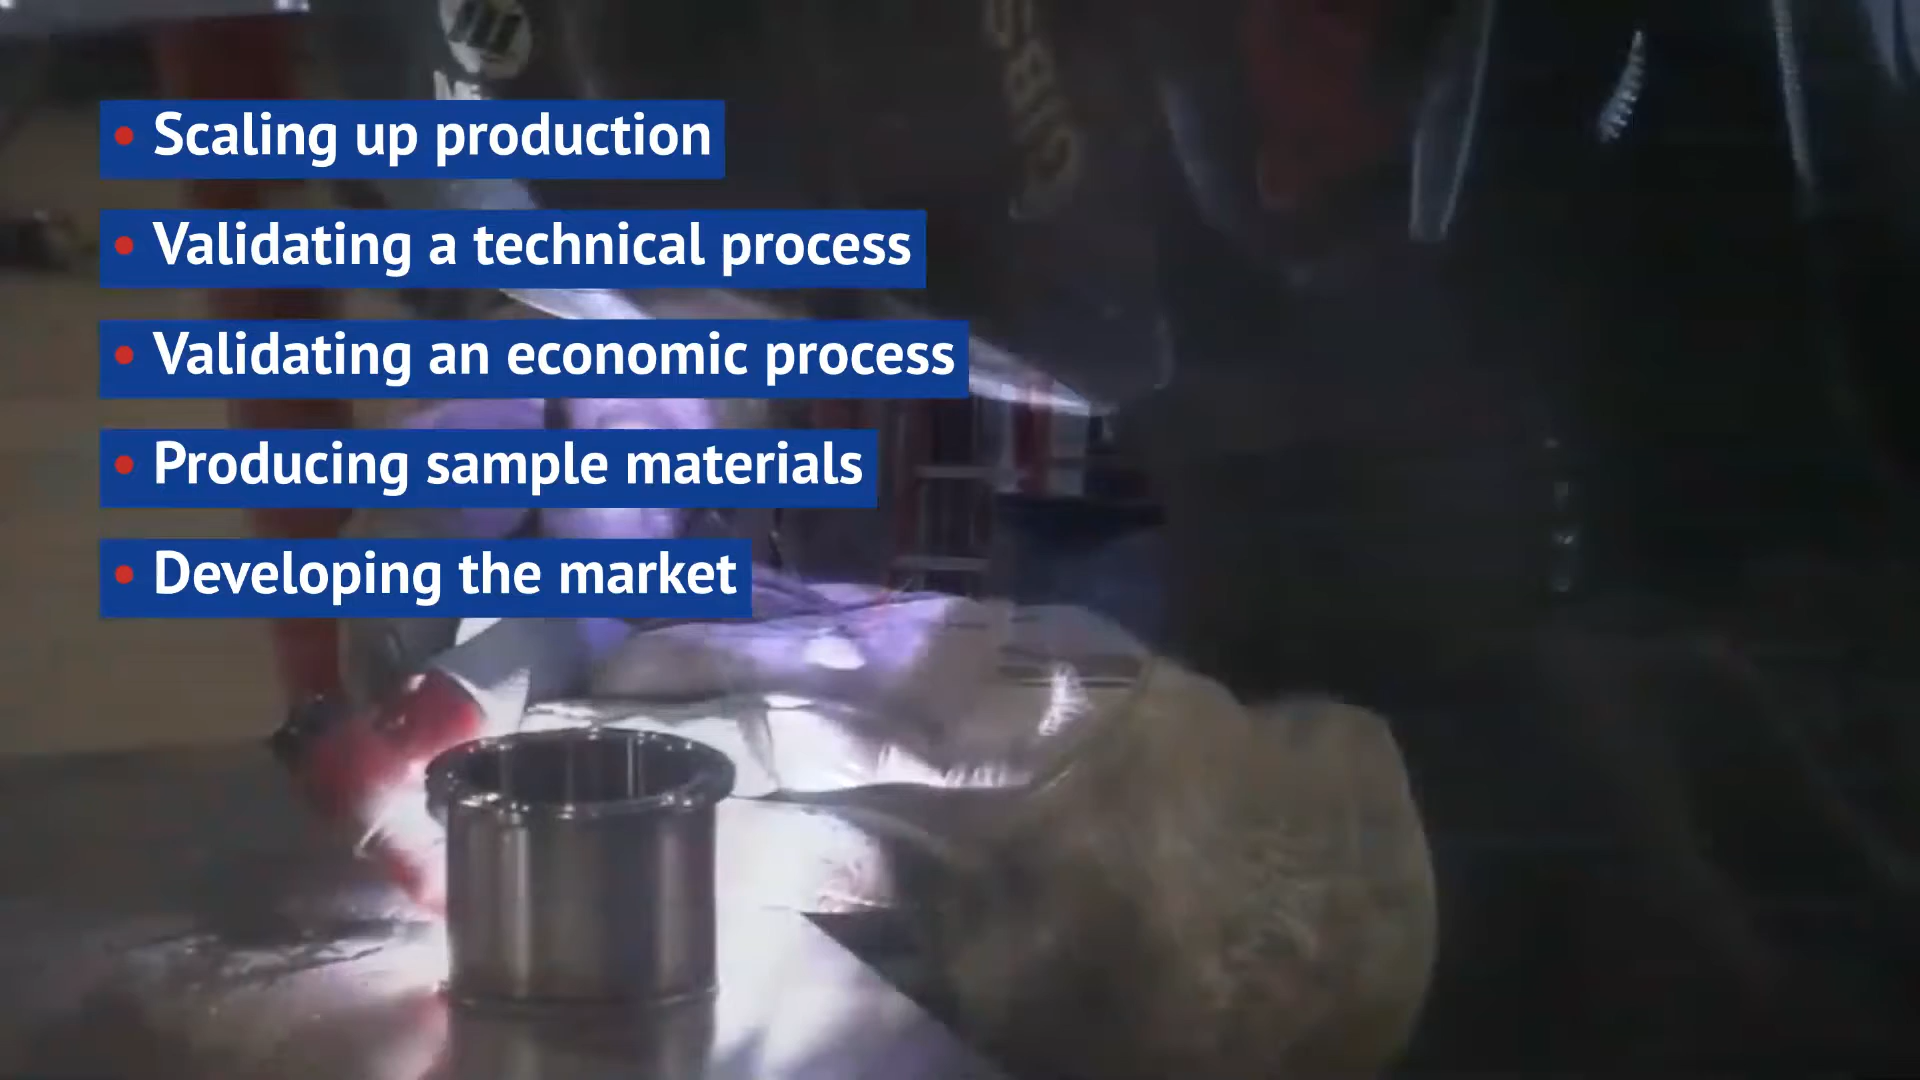 • Scaling up production
• Validating a technical process
• Validating an economic process
• Producing sample materials
• Developing the market